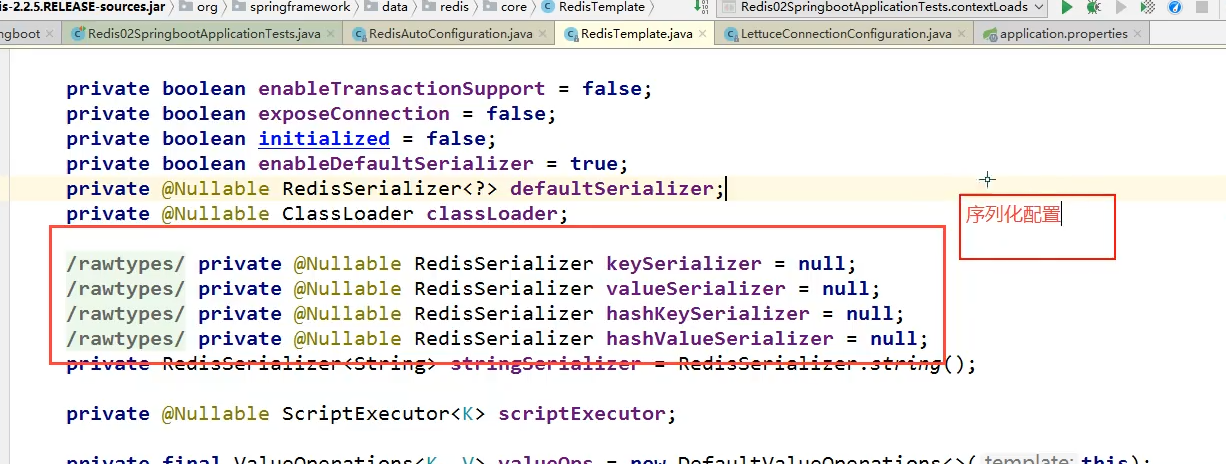 is-2.2.5.RELEASE-sources.jar org springframework data redis core RedisTemplate Redis02SpringbootApplicationTests.contextLoads
ngboot Redis02SpringbootApplicationTests.java RedisAutoConfiguration.java RedisTemplate.java LettuceConnectionConfiguration.java application.properties
private boolean enableTransactionSupport = false;
private boolean exposeConnection = false;
private boolean initialized = false;
private boolean enableDefaultSerializer = true;
private @Nullable RedisSerializer<?> defaultSerializer;
private @Nullable ClassLoader classLoader;
序列化配置
/rawtypes/ private @Nullable RedisSerializer keySerializer = null;
/rawtypes/ private @Nullable RedisSerializer valueSerializer = null;
/rawtypes/ private @Nullable RedisSerializer hashKeySerializer = null;
/rawtypes/ private @Nullable RedisSerializer hashValueSerializer = null;
private RedisSerializer<String> stringSerializer = RedisSerializer.string();
private @Nullable ScriptExecutor<K> scriptExecutor;
private final ValueOperations<K, V> valueOps = new DefaultValueOperations<>( template: this);